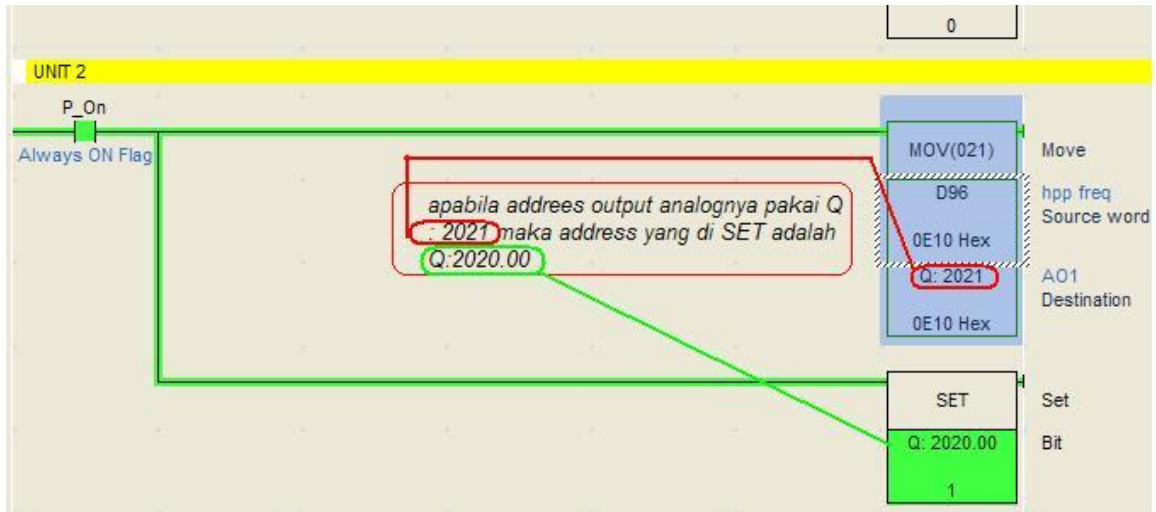 0
UNIT 2
P_On
Always ON Flag
MOV(021)
Move
D96
hpp freq
Source word
0E10 Hex
Q: 2021
AO1
Destination
0E10 Hex
apabila addrees output analognya pakai Q
: 2021 maka address yang di SET adalah
Q:2020.00
SET
Set
Q: 2020.00
Bit
1